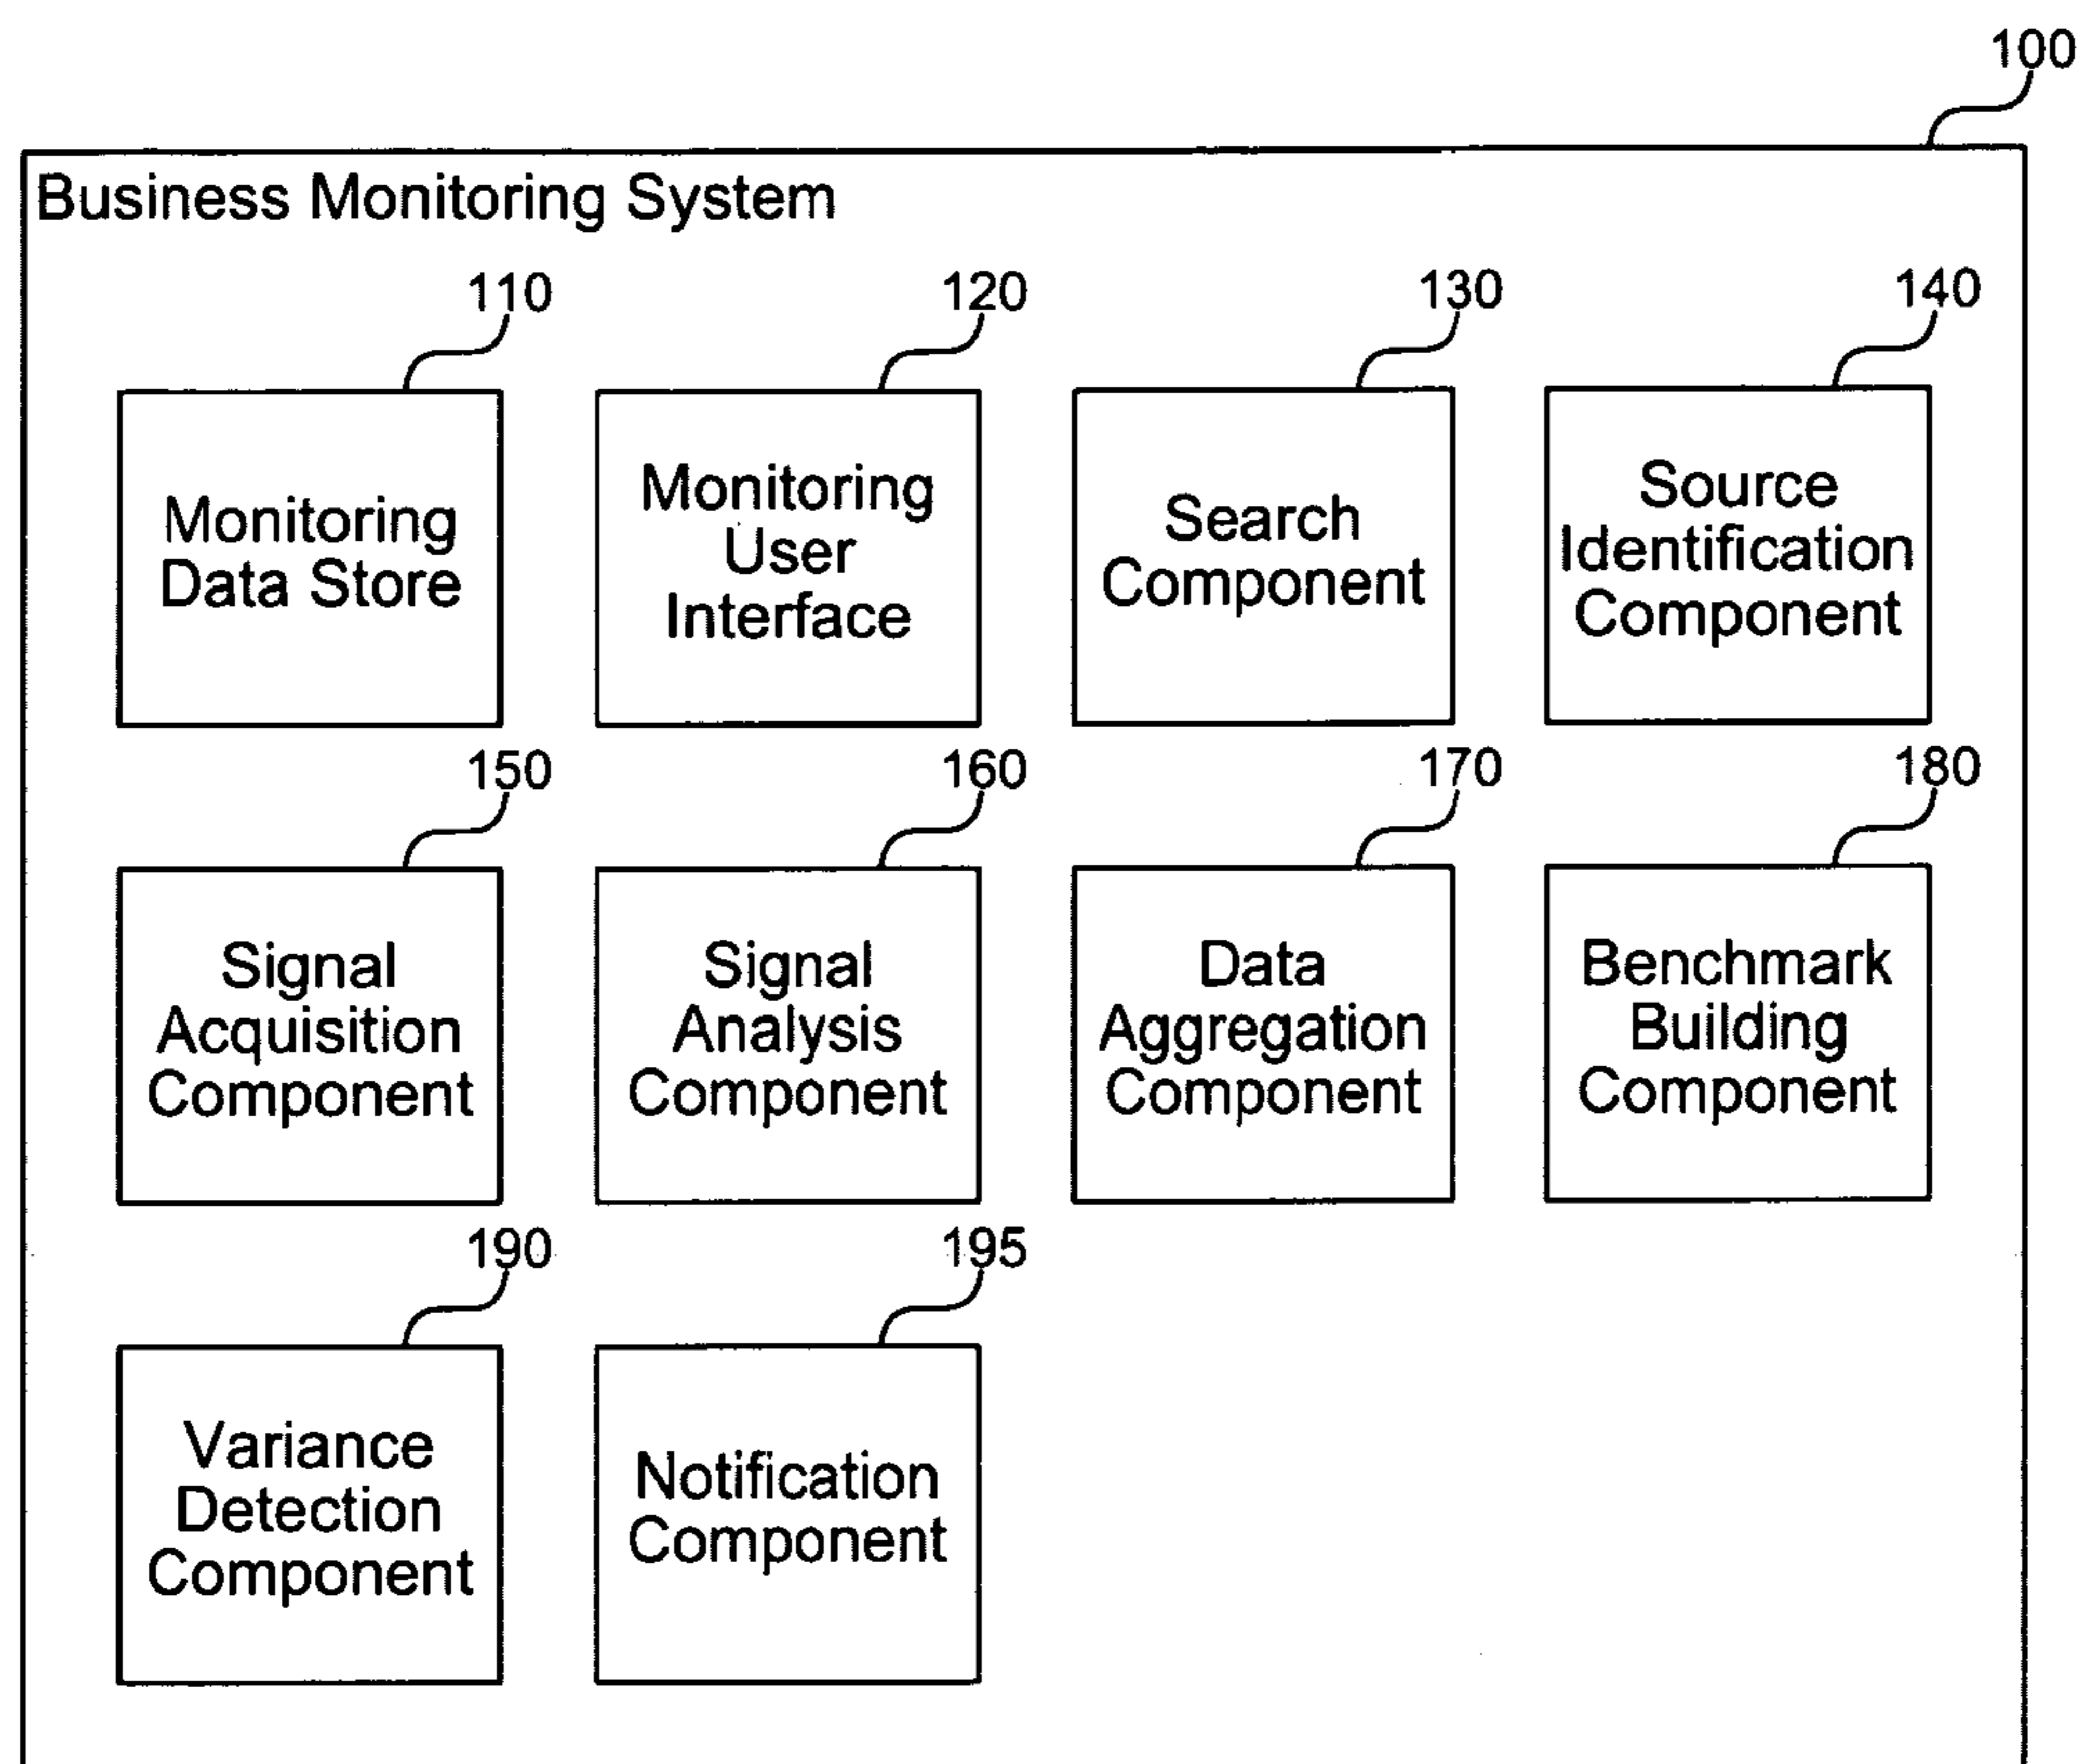 100
Business Monitoring System
110
120
130
140
Monitoring
Data Store
Monitoring
User
Interface
Search
Component
Source
Identification
Component
150
160
170
180
Signal
Acquisition
Component
Signal
Analysis
Component
Data
Aggregation
Component
Benchmark
Building
Component
190
195
Variance
Detection
Component
Notification
Component